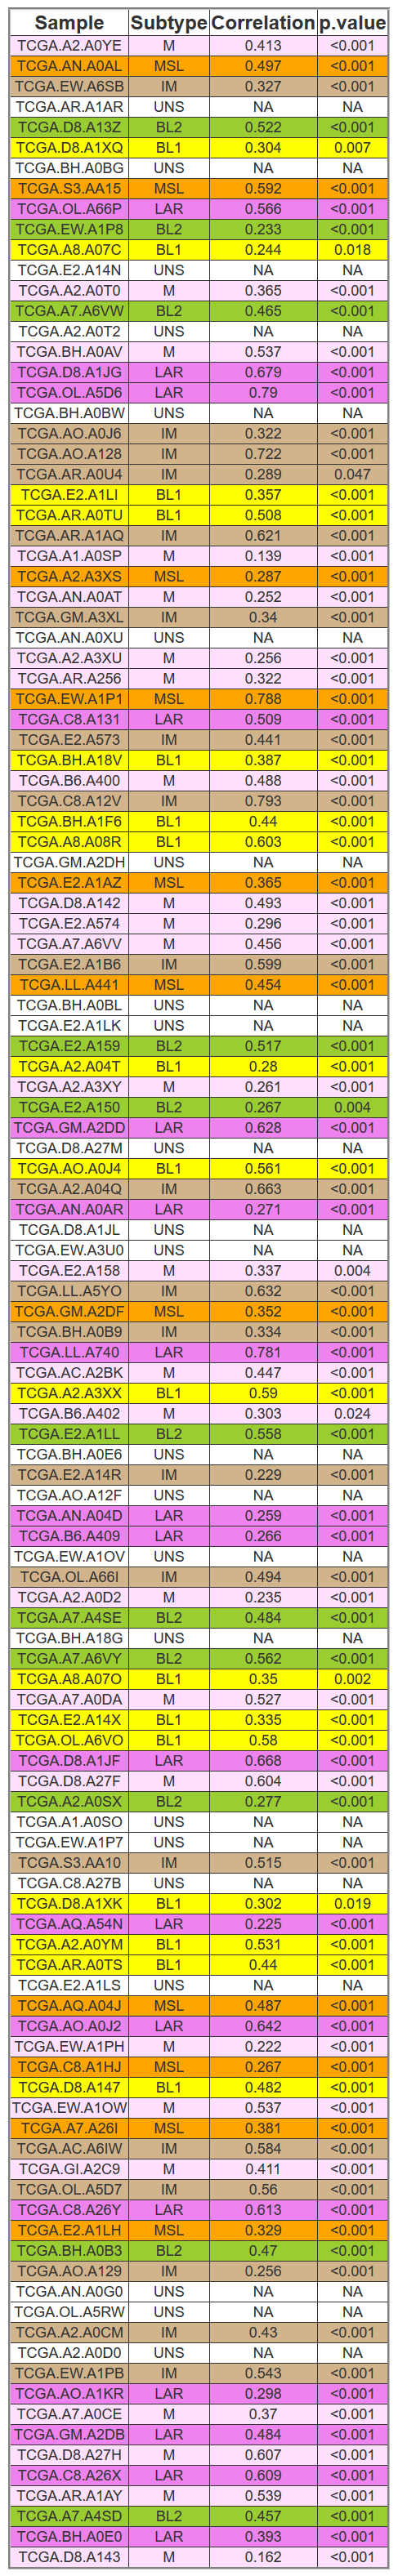 Sample Subtype Correlation p.value
TCGA.A2.A0YE M 0.413 <0.001
TCGA.AN.A0AL MSL 0.497 <0.001
TCGA.EW.A6SB IM 0.327 <0.001
TCGA.AR.A1AR UNS NA NA
TCGA.D8.A13Z BL2 0.522 <0.001
TCGA.D8.A1XQ BL1 0.304 0.007
TCGA.BH.A0BG UNS NA NA
TCGA.S3.AA15 MSL 0.592 <0.001
TCGA.OL.A66P LAR 0.566 <0.001
TCGA.EW.A1P8 BL2 0.233 <0.001
TCGA.A8.A07C BL1 0.244 0.018
TCGA.E2.A14N UNS NA NA
TCGA.A2.A0T0 M 0.365 <0.001
TCGA.A7.A6VW BL2 0.465 <0.001
TCGA.A2.A0T2 UNS NA NA
TCGA.BH.A0AV M 0.537 <0.001
TCGA.D8.A1JG LAR 0.679 <0.001
TCGA.OL.A5D6 LAR 0.79 <0.001
TCGA.BH.A0BW UNS NA NA
TCGA.AO.A0J6 IM 0.322 <0.001
TCGA.AO.A128 IM 0.722 <0.001
TCGA.AR.A0U4 IM 0.289 0.047
TCGA.E2.A1LI BL1 0.357 <0.001
TCGA.AR.A0TU BL1 0.508 <0.001
TCGA.AR.A1AQ IM 0.621 <0.001
TCGA.A1.A0SP M 0.139 <0.001
TCGA.A2.A3XS MSL 0.287 <0.001
TCGA.AN.A0AT M 0.252 <0.001
TCGA.GM.A3XL IM 0.34 <0.001
TCGA.AN.A0XU UNS NA NA
TCGA.A2.A3XU M 0.256 <0.001
TCGA.AR.A256 M 0.322 <0.001
TCGA.EW.A1P1 MSL 0.788 <0.001
TCGA.C8.A131 LAR 0.509 <0.001
TCGA.E2.A573 IM 0.441 <0.001
TCGA.BH.A18V BL1 0.387 <0.001
TCGA.B6.A400 M 0.488 <0.001
TCGA.C8.A12V IM 0.793 <0.001
TCGA.BH.A1F6 BL1 0.44 <0.001
TCGA.A8.A08R BL1 0.603 <0.001
TCGA.GM.A2DH UNS NA NA
TCGA.E2.A1AZ MSL 0.365 <0.001
TCGA.D8.A142 M 0.493 <0.001
TCGA.E2.A574 M 0.296 <0.001
TCGA.A7.A6VV M 0.456 <0.001
TCGA.E2.A1B6 IM 0.599 <0.001
TCGA.LL.A441 MSL 0.454 <0.001
TCGA.BH.A0BL UNS NA NA
TCGA.E2.A1LK UNS NA NA
TCGA.E2.A159 BL2 0.517 <0.001
TCGA.A2.A04T BL1 0.28 <0.001
TCGA.A2.A3XY M 0.261 <0.001
TCGA.E2.A150 BL2 0.267 0.004
TCGA.GM.A2DD LAR 0.628 <0.001
TCGA.D8.A27M UNS NA NA
TCGA.AO.A0J4 BL1 0.561 <0.001
TCGA.A2.A04Q IM 0.663 <0.001
TCGA.AN.A0AR LAR 0.271 <0.001
TCGA.D8.A1JL UNS NA NA
TCGA.EW.A3U0 UNS NA NA
TCGA.E2.A158 M 0.337 0.004
TCGA.LL.A5YO IM 0.632 <0.001
TCGA.GM.A2DF MSL 0.352 <0.001
TCGA.BH.A0B9 IM 0.334 <0.001
TCGA.LL.A740 LAR 0.781 <0.001
TCGA.AC.A2BK M 0.447 <0.001
TCGA.A2.A3XX BL1 0.59 <0.001
TCGA.B6.A402 M 0.303 0.024
TCGA.E2.A1LL BL2 0.558 <0.001
TCGA.BH.A0E6 UNS NA NA
TCGA.E2.A14R IM 0.229 <0.001
TCGA.AO.A12F UNS NA NA
TCGA.AN.A04D LAR 0.259 <0.001
TCGA.B6.A409 LAR 0.266 <0.001
TCGA.EW.A1OV UNS NA NA
TCGA.OL.A66I IM 0.494 <0.001
TCGA.A2.A0D2 M 0.235 <0.001
TCGA.A7.A4SE BL2 0.484 <0.001
TCGA.BH.A18G UNS NA NA
TCGA.A7.A6VY BL2 0.562 <0.001
TCGA.A8.A07O BL1 0.35 0.002
TCGA.A7.A0DA M 0.527 <0.001
TCGA.E2.A14X BL1 0.335 <0.001
TCGA.OL.A6VO BL1 0.58 <0.001
TCGA.D8.A1JF LAR 0.668 <0.001
TCGA.D8.A27F M 0.604 <0.001
TCGA.A2.A0SX BL2 0.277 <0.001
TCGA.A1.A0SO UNS NA NA
TCGA.EW.A1P7 UNS NA NA
TCGA.S3.AA10 IM 0.515 <0.001
TCGA.C8.A27B UNS NA NA
TCGA.D8.A1XK BL1 0.302 0.019
TCGA.AQ.A54N LAR 0.225 <0.001
TCGA.A2.A0YM BL1 0.531 <0.001
TCGA.AR.A0TS BL1 0.44 <0.001
TCGA.E2.A1LS UNS NA NA
TCGA.AQ.A04J MSL 0.487 <0.001
TCGA.AO.A0J2 LAR 0.642 <0.001
TCGA.EW.A1PH M 0.222 <0.001
TCGA.C8.A1HJ MSL 0.267 <0.001
TCGA.D8.A147 BL1 0.482 <0.001
TCGA.EW.A1OW M 0.537 <0.001
TCGA.A7.A26I MSL 0.381 <0.001
TCGA.AC.A6IW IM 0.584 <0.001
TCGA.GI.A2C9 M 0.411 <0.001
TCGA.OL.A5D7 IM 0.56 <0.001
TCGA.C8.A26Y LAR 0.613 <0.001
TCGA.E2.A1LH MSL 0.329 <0.001
TCGA.BH.A0B3 BL2 0.47 <0.001
TCGA.AO.A129 IM 0.256 <0.001
TCGA.AN.A0G0 UNS NA NA
TCGA.OL.A5RW UNS NA NA
TCGA.A2.A0CM IM 0.43 <0.001
TCGA.A2.A0D0 UNS NA NA
TCGA.EW.A1PB IM 0.543 <0.001
TCGA.AO.A1KR LAR 0.298 <0.001
TCGA.A7.A0CE M 0.37 <0.001
TCGA.GM.A2DB LAR 0.484 <0.001
TCGA.D8.A27H M 0.607 <0.001
TCGA.C8.A26X LAR 0.609 <0.001
TCGA.AR.A1AY M 0.539 <0.001
TCGA.A7.A4SD BL2 0.457 <0.001
TCGA.BH.A0E0 LAR 0.393 <0.001
TCGA.D8.A143 M 0.162 <0.001